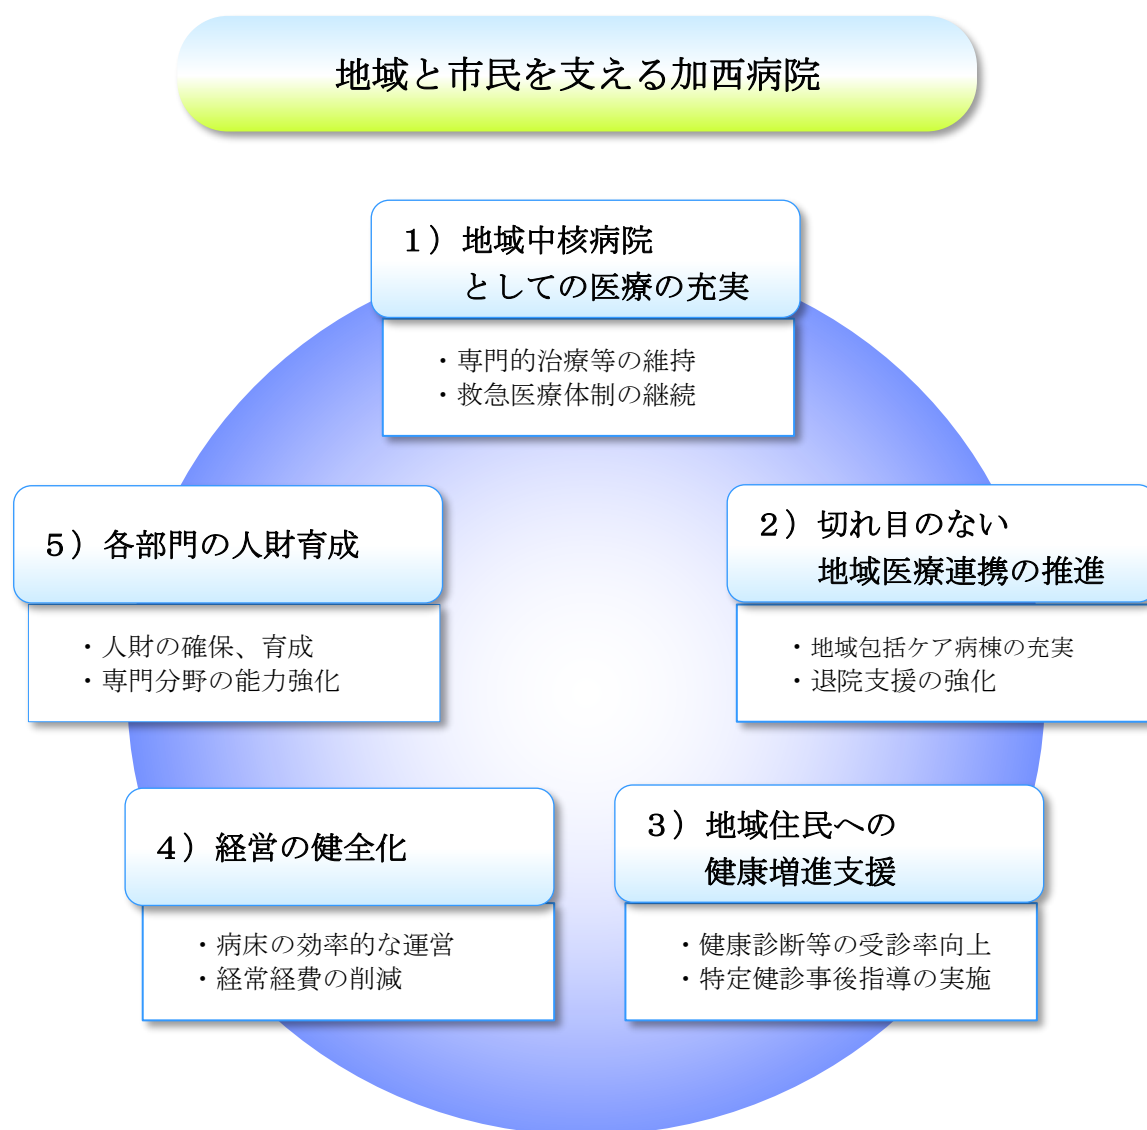 地域と市民を支える加西病院
１）地域中核病院
としての医療の充実
・専門的治療等の維持
・救急医療体制の継続
２）切れ目のない
地域医療連携の推進
・地域包括ケア病棟の充実
・退院支援の強化
３）地域住民への
健康増進支援
・健康診断等の受診率向上
・特定健診事後指導の実施
４）経営の健全化
・病床の効率的な運営
・経常経費の削減
５）各部門の人財育成
・人財の確保、育成
・専門分野の能力強化